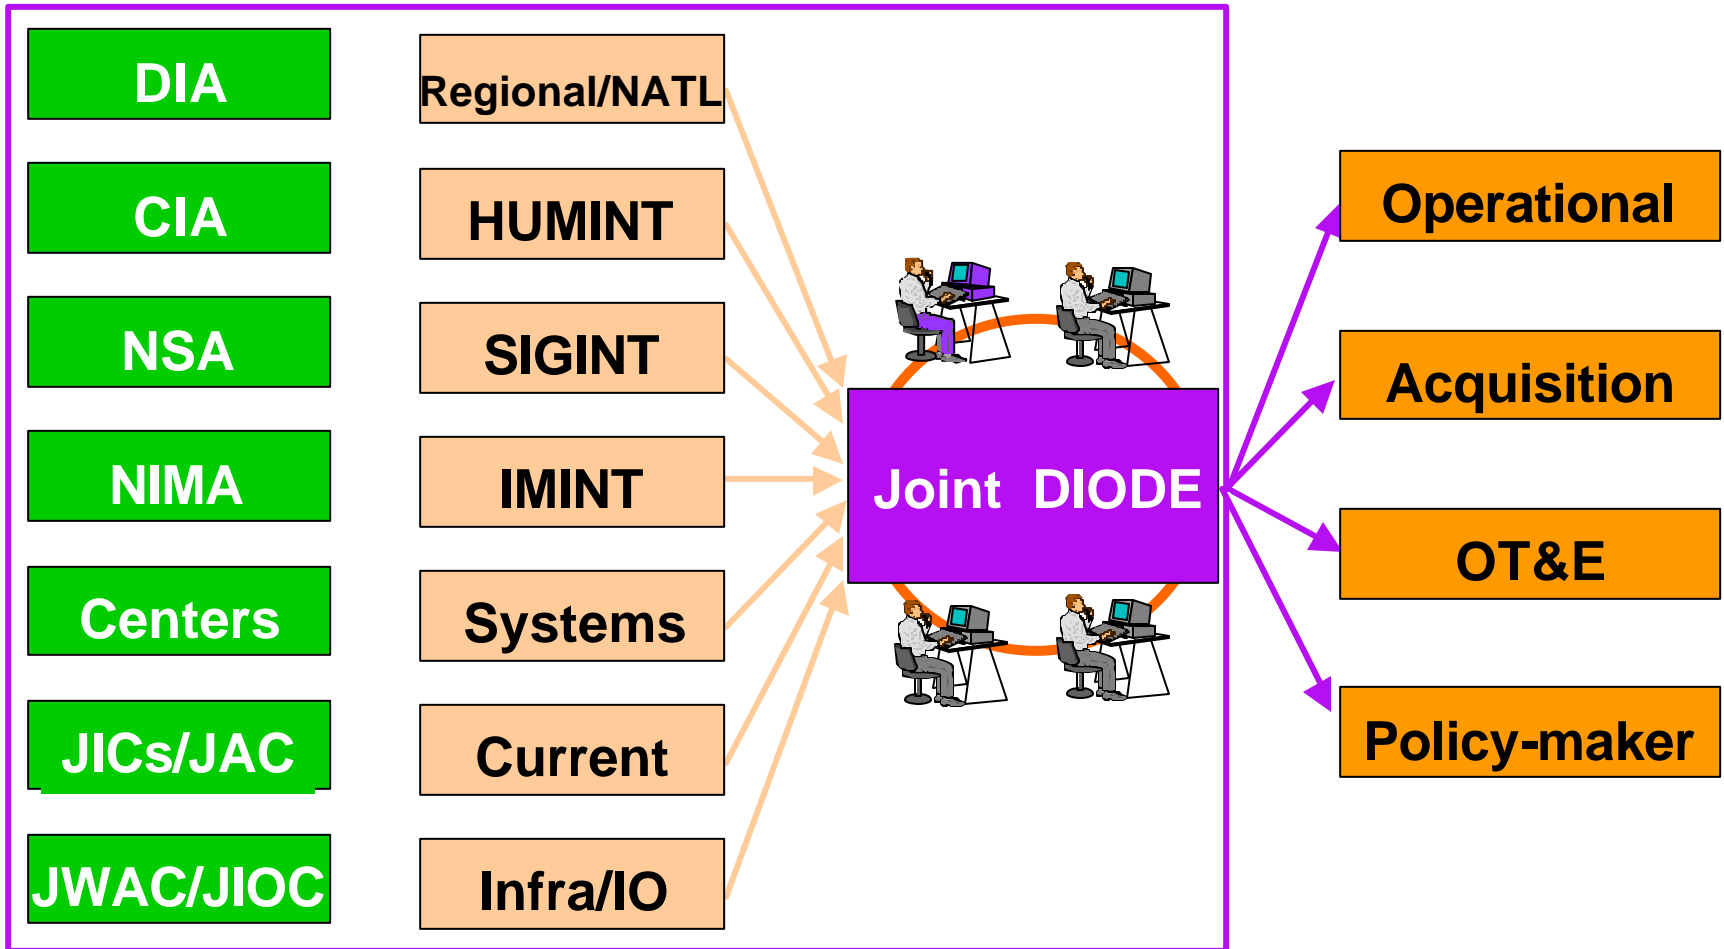 DIA
CIA
NSA
NIMA
Centers
JICs/JAC
JWAC/JIOC
Regional/NATL
HUMINT
SIGINT
IMINT
Systems
Current
Infra/IO
Joint DIODE
Operational
Acquisition
OT&E
Policy-maker